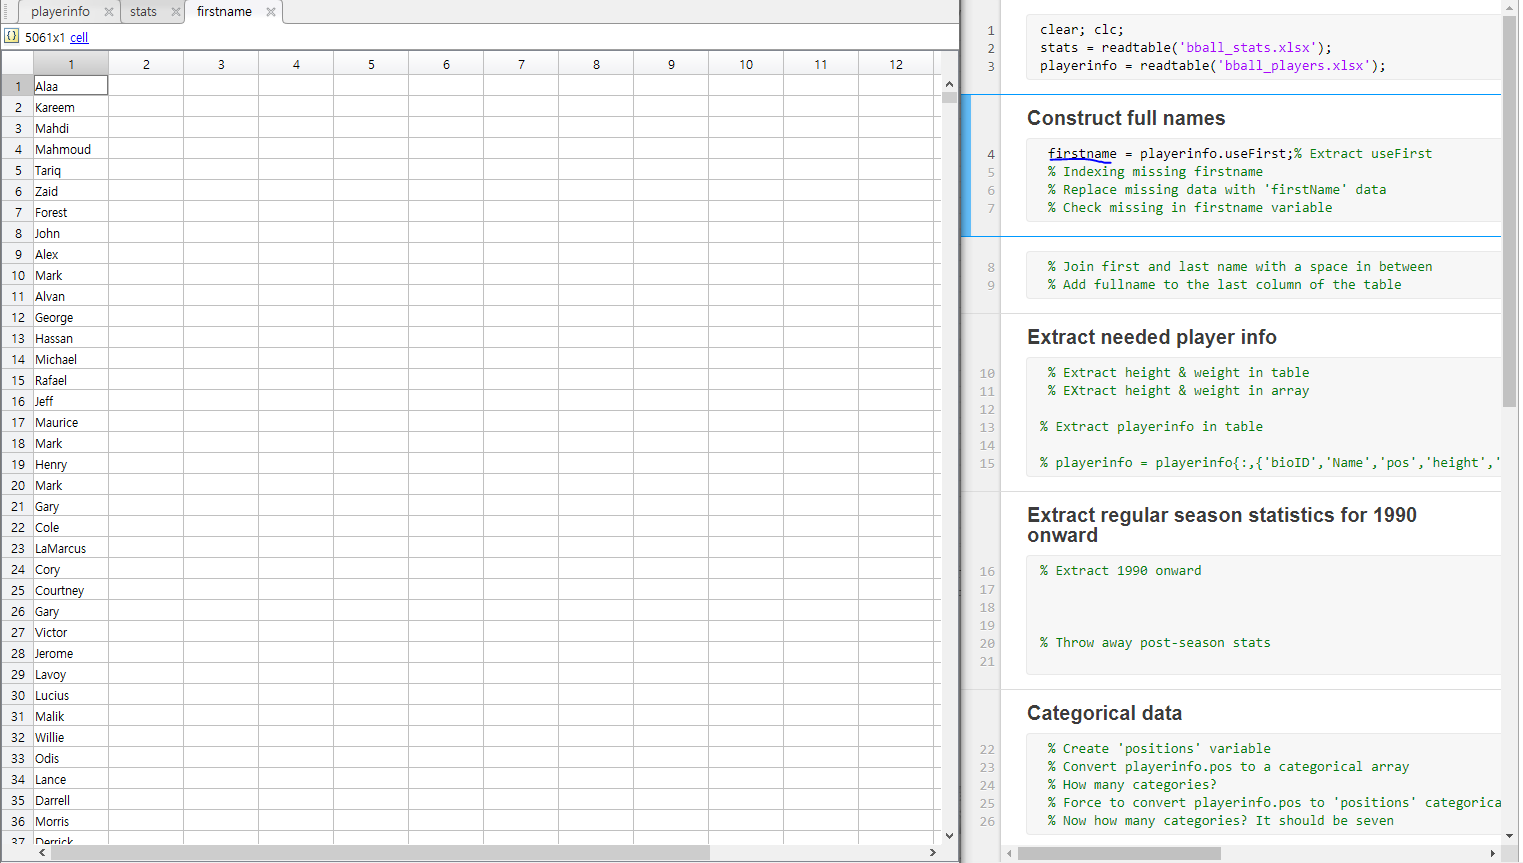 playerinfo × stats × firstname ×
{} 5061x1 cell
1 2 3 4 5 6 7 8 9 10 11 12
1 Alaa
2 Kareem
3 Mahdi
4 Mahmoud
5 Tariq
6 Zaid
7 Forest
8 John
9 Alex
10 Mark
11 Alvan
12 George
13 Hassan
14 Michael
15 Rafael
16 Jeff
17 Maurice
18 Mark
19 Henry
20 Mark
21 Gary
22 Cole
23 LaMarcus
24 Cory
25 Courtney
26 Gary
27 Victor
28 Jerome
29 Lavoy
30 Lucius
31 Malik
32 Willie
33 Odis
34 Lance
35 Darrell
36 Morris
37 Derrick
1 clear; clc;
2 stats = readtable('bball_stats.xlsx');
3 playerinfo = readtable('bball_players.xlsx');
Construct full names
4 firstname = playerinfo.useFirst;% Extract useFirst
5 % Indexing missing firstname
6 % Replace missing data with 'firstName' data
7 % Check missing in firstname variable
8 % Join first and last name with a space in between
9 % Add fullname to the last column of the table
Extract needed player info
10 % Extract height & weight in table
11 % EXtract height & weight in array
12
13 % Extract playerinfo in table
14
15 % playerinfo = playerinfo{:,{'bioID','Name','pos','height','
Extract regular season statistics for 1990
onward
16 % Extract 1990 onward
17
18
19
20 % Throw away post-season stats
21
Categorical data
22 % Create 'positions' variable
23 % Convert playerinfo.pos to a categorical array
24 % How many categories?
25 % Force to convert playerinfo.pos to 'positions' categorica
26 % Now how many categories? It should be seven